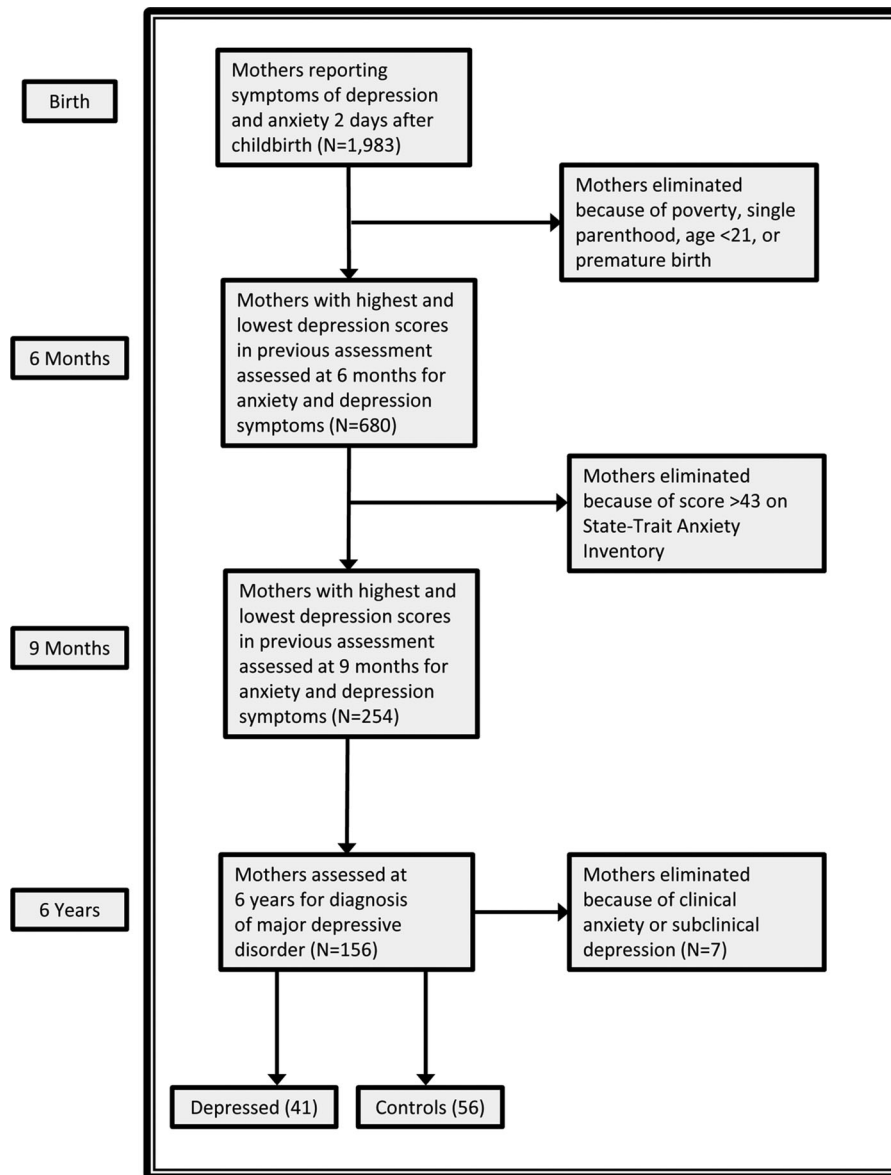 Birth
Mothers reporting
symptoms of depression
and anxiety 2 days after
childbirth (N=1,983)
Mothers eliminated
because of poverty, single
parenthood, age <21, or
premature birth
6 Months
Mothers with highest and
lowest depression scores
in previous assessment
assessed at 6 months for
anxiety and depression
symptoms (N=680)
Mothers eliminated
because of score >43 on
State-Trait Anxiety
Inventory
9 Months
Mothers with highest and
lowest depression scores
in previous assessment
assessed at 9 months for
anxiety and depression
symptoms (N=254)
6 Years
Mothers assessed at
6 years for diagnosis
of major depressive
disorder (N=156)
Mothers eliminated
because of clinical
anxiety or subclinical
depression (N=7)
Depressed (41)
Controls (56)